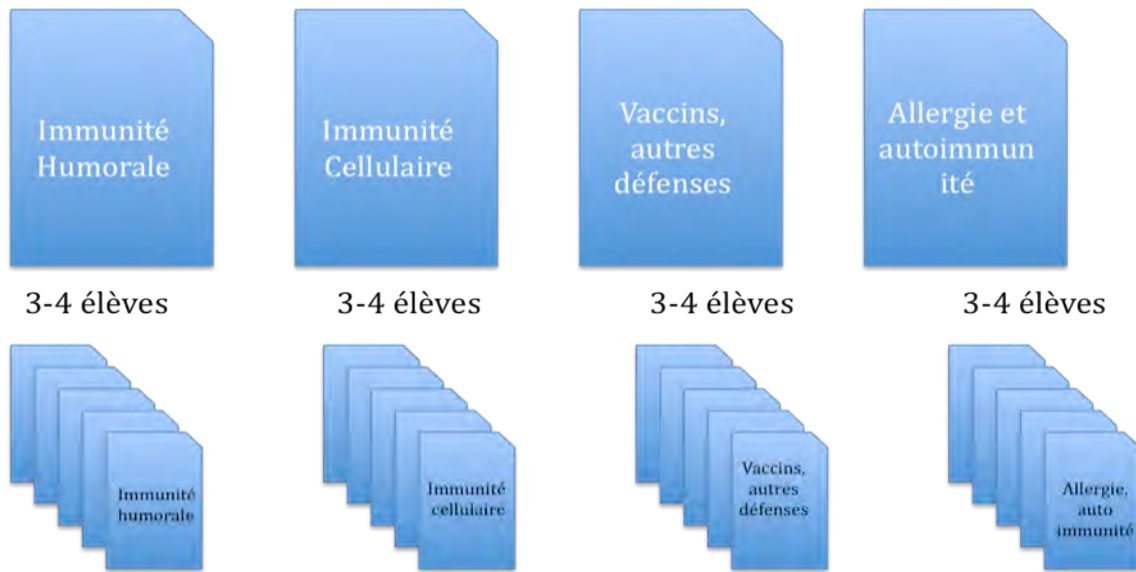 Immunité
Humorale
Immunité
Cellulaire
Vaccins,
autres
défenses
Allergie et
autoimmun
ité
3-4 élèves
3-4 élèves
3-4 élèves
3-4 élèves
Immunité
humorale
Immunité
cellulaire
Vaccins,
autres
défenses
Allergie,
auto
immunité